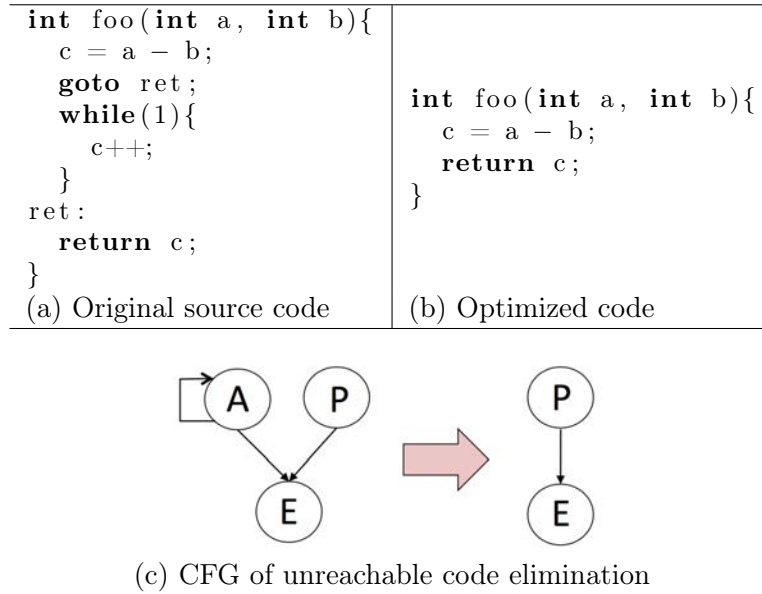 int foo(int a, int b){
c = a − b;
goto ret;
while(1){
c++;
}
ret:
return c;
}
(a) Original source code
int foo(int a, int b){
c = a − b;
return c;
}
(b) Optimized code
A P
E
P
E
(c) CFG of unreachable code elimination